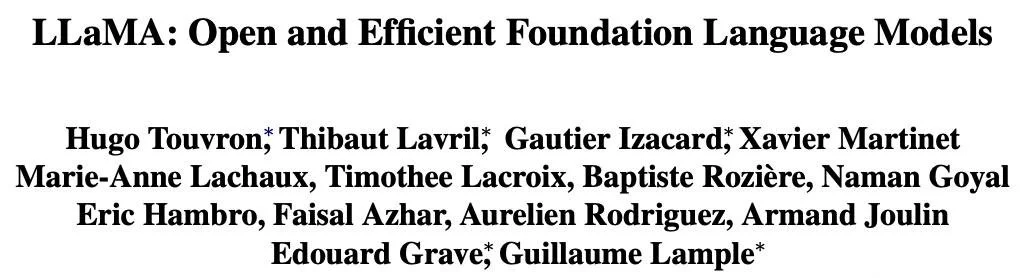 LLaMA: Open and Efficient Foundation Language Models
Hugo Touvron*, Thibaut Lavril*, Gautier Izacard*, Xavier Martinet
Marie-Anne Lachaux, Timothee Lacroix, Baptiste Rozière, Naman Goyal
Eric Hambro, Faisal Azhar, Aurelien Rodriguez, Armand Joulin
Edouard Grave*, Guillaume Lample*